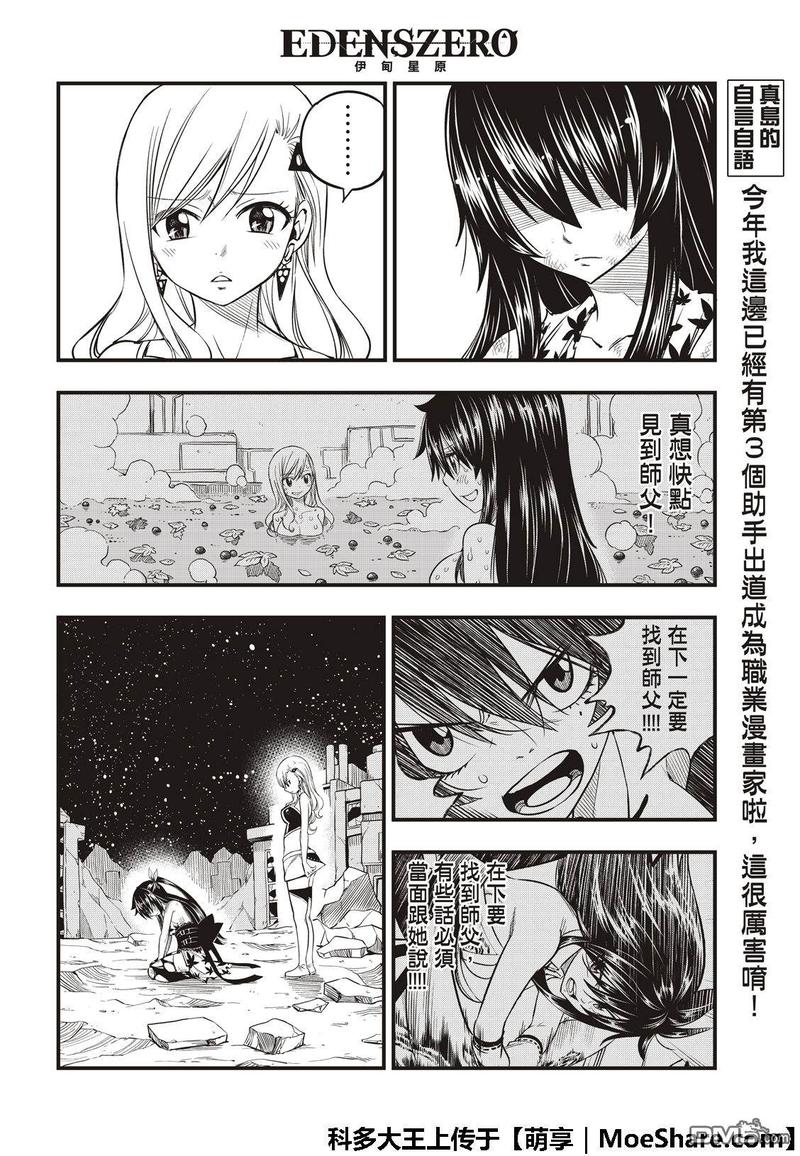 EDENSZERO
伊甸星原
真島的
自言自語
今年我這邊已經有第3個助手出道成為職業漫畫家啦，這很厲害唷！
……
真想快點
見到師父！
在下一定要
找到師父!!!!
在下要
找到師父，
有些話必須
當面跟她說!!!!
科多大王上传于【萌享｜MoeShare.com】